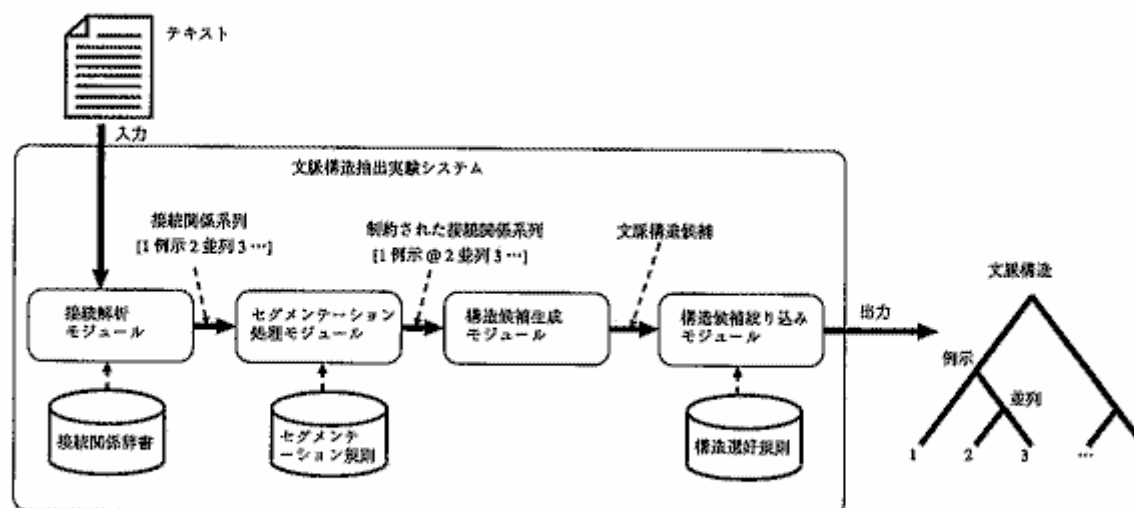 テキスト
入力
文脈構造抽出実験システム
接続関係系列
[1 例示 2 並列 3 …]
制約された接続関係系列
[1 例示 @ 2 並列 3 …]
文脈構造候補
接続解析
モジュール
セグメンテーション
処理モジュール
構造候補生成
モジュール
構造候補絞り込み
モジュール
出力
文脈構造
例示
並列
1 2 3 …
接続関係辞書
セグメンテ
ーション規則
構造選好規則